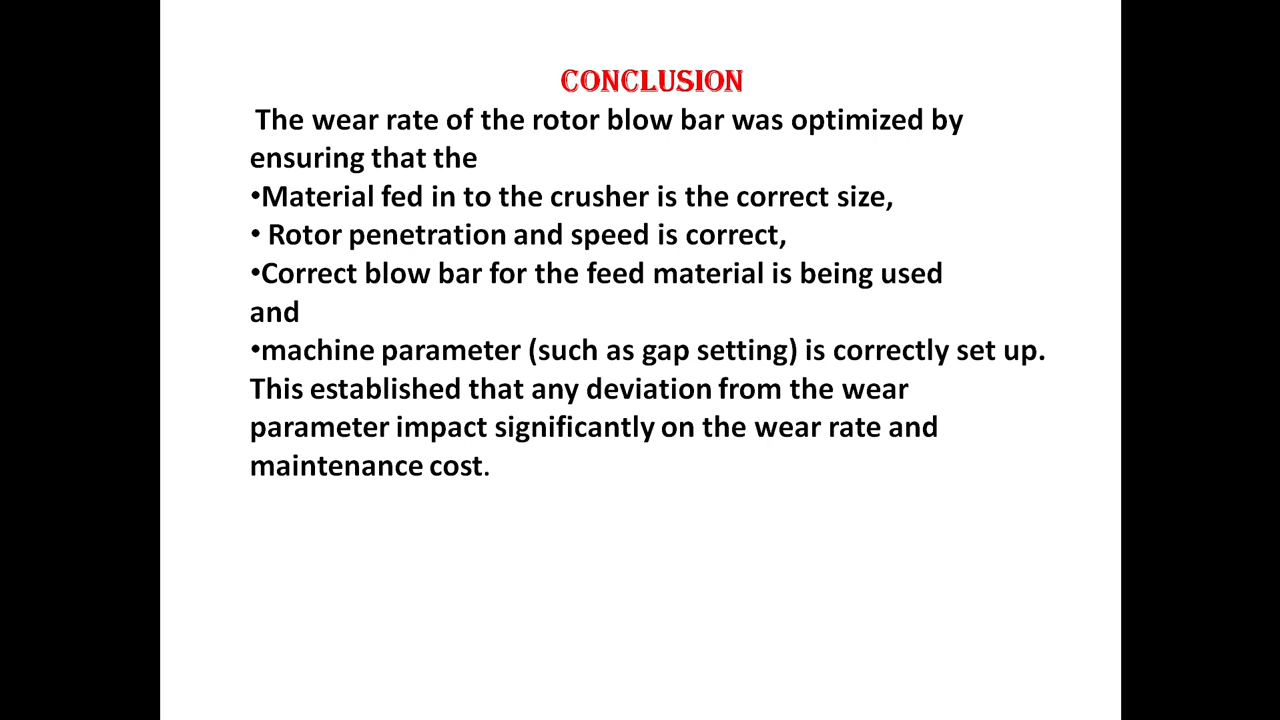 CONCLUSION
The wear rate of the rotor blow bar was optimized by
ensuring that the
•Material fed in to the crusher is the correct size,
• Rotor penetration and speed is correct,
•Correct blow bar for the feed material is being used
and
•machine parameter (such as gap setting) is correctly set up.
This established that any deviation from the wear
parameter impact significantly on the wear rate and
maintenance cost.